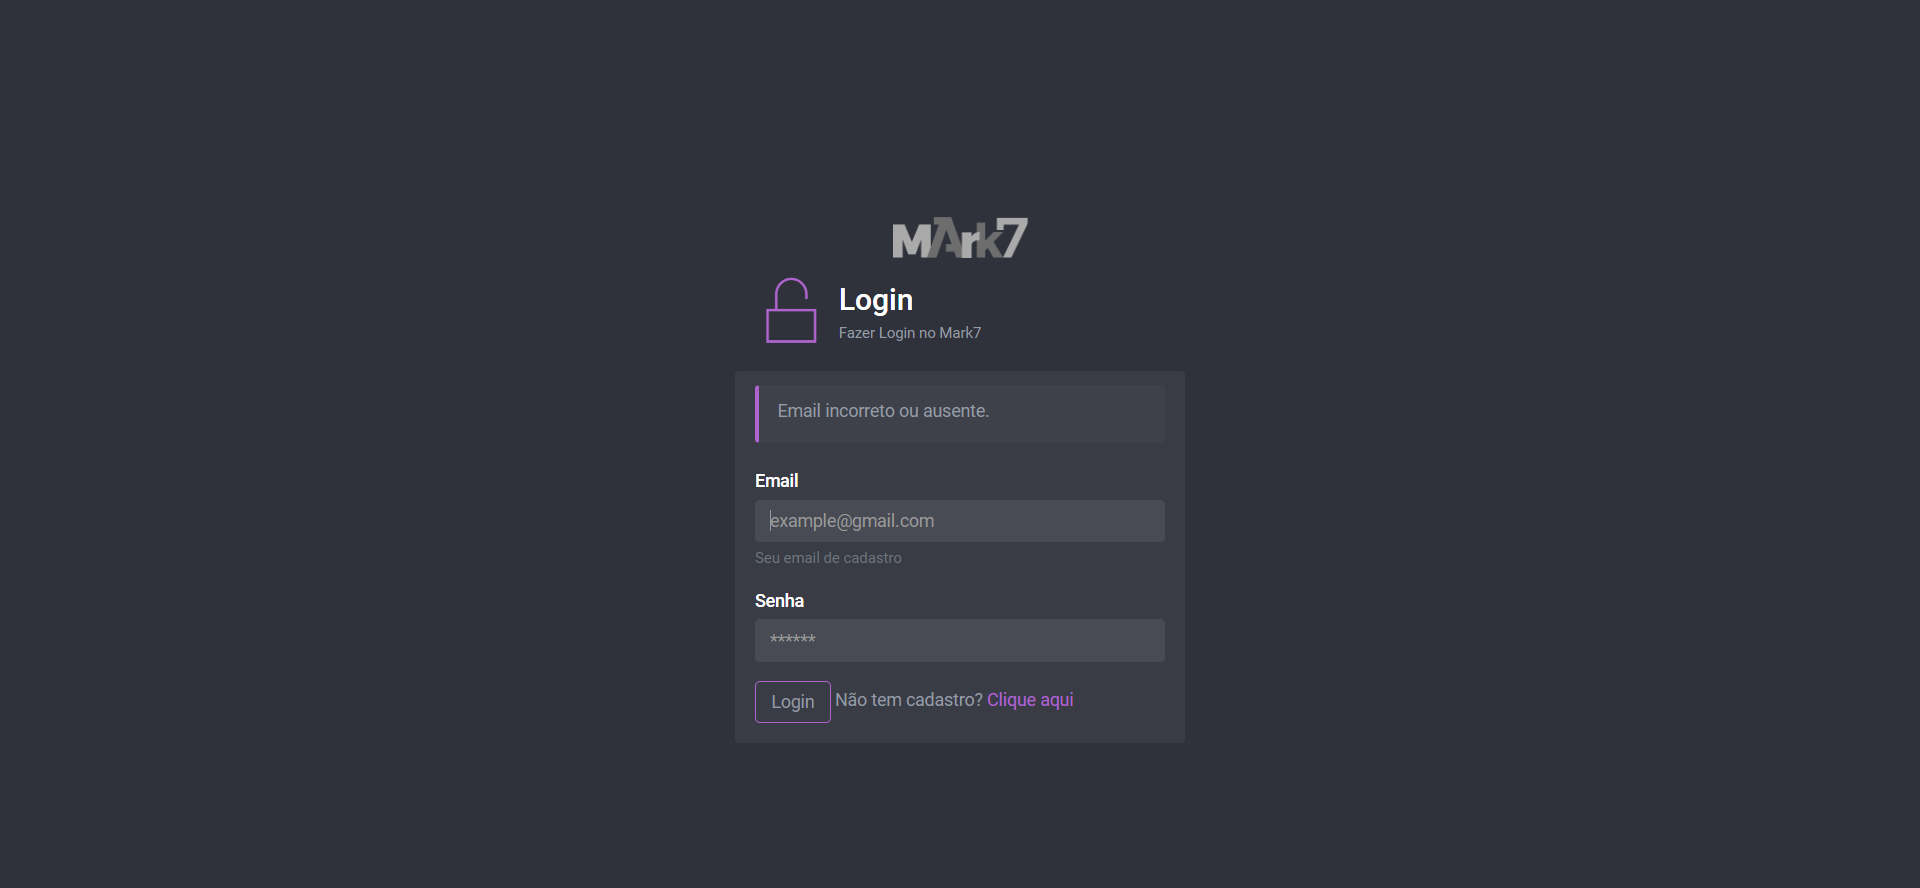 MArk7
Login
Fazer Login no Mark7
Email incorreto ou ausente.
Email
example@gmail.com
Seu email de cadastro
Senha
******
Login Não tem cadastro? Clique aqui